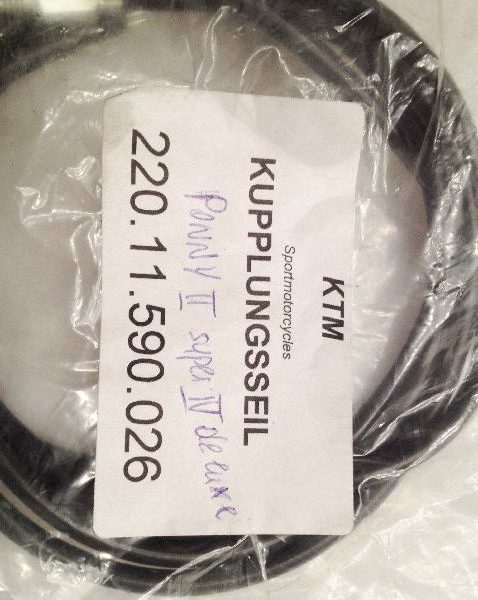 KTM
Sportmotorcycles
KUPPLUNGSSEIL
PONNY II super IV de luxe
220.11.590.026